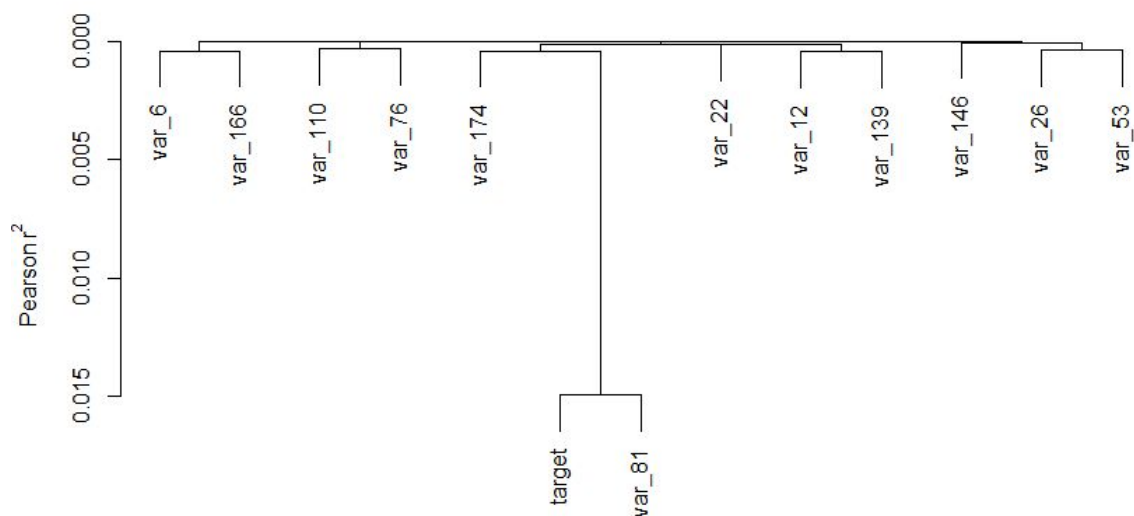 0.000
0.005
0.010
0.015
Pearson r²
var_6
var_166
var_110
var_76
var_174
target
var_81
var_22
var_12
var_139
var_146
var_26
var_53